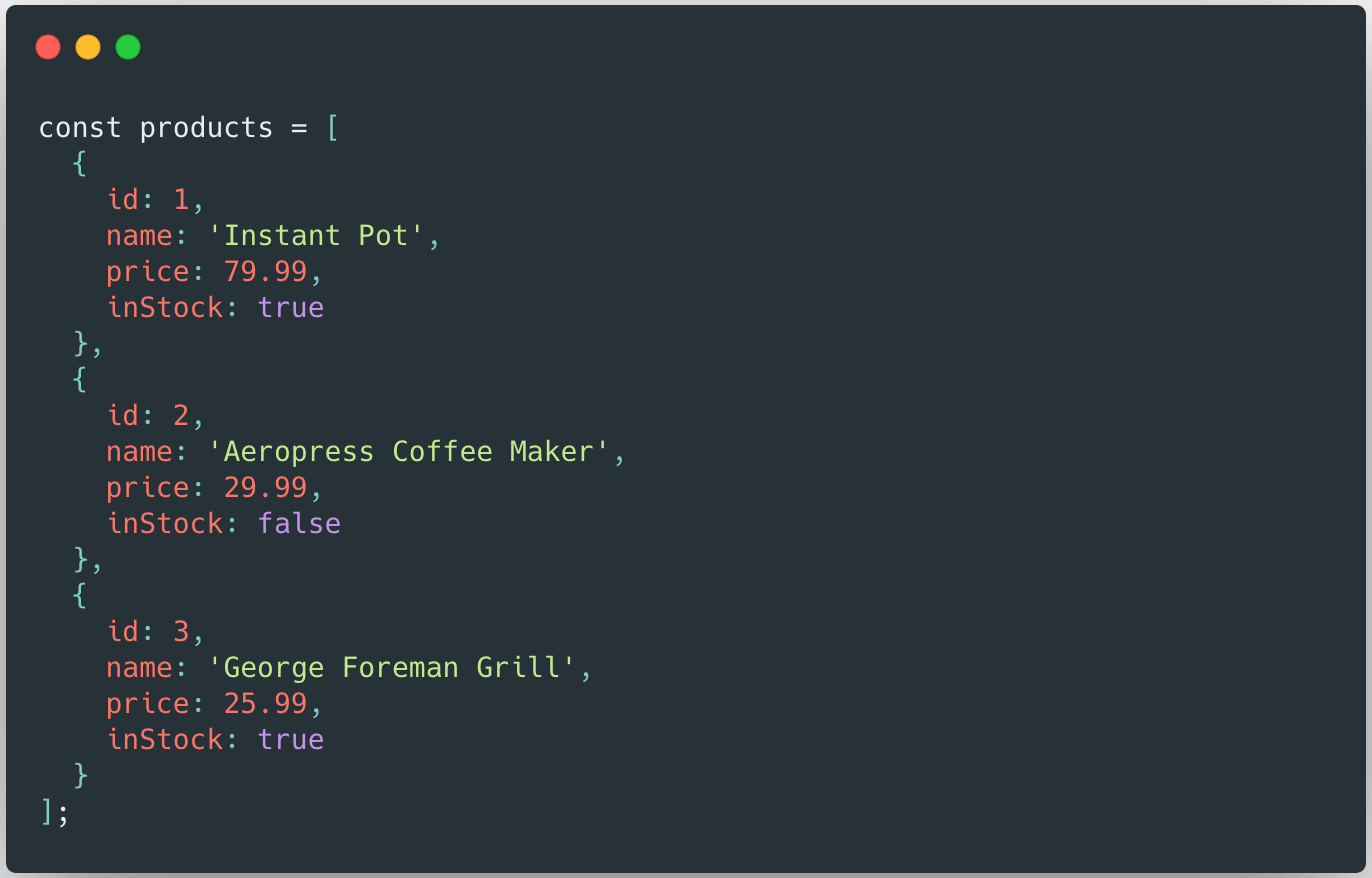 const products = [
  {
    id: 1,
    name: 'Instant Pot',
    price: 79.99,
    inStock: true
  },
  {
    id: 2,
    name: 'Aeropress Coffee Maker',
    price: 29.99,
    inStock: false
  },
  {
    id: 3,
    name: 'George Foreman Grill',
    price: 25.99,
    inStock: true
  }
];